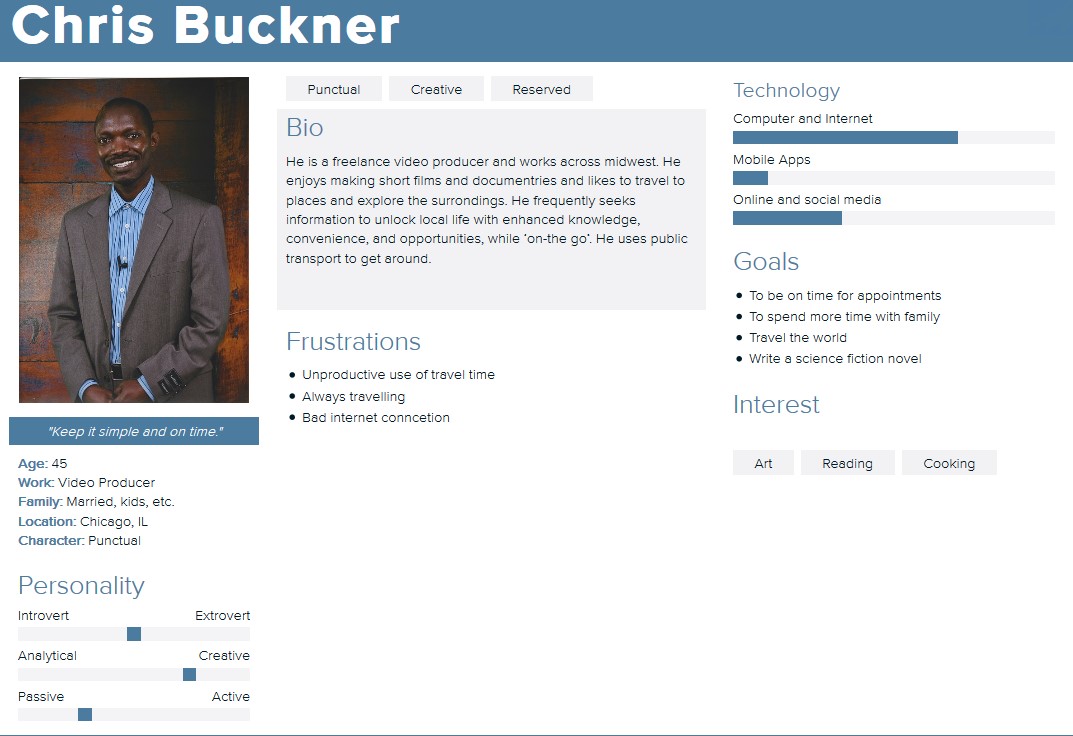 Chris Buckner
"Keep it simple and on time."
Age: 45
Work: Video Producer
Family: Married, kids, etc.
Location: Chicago, IL
Character: Punctual
Personality
Introvert Extrovert
Analytical Creative
Passive Active
Punctual Creative Reserved
Bio
He is a freelance video producer and works across midwest. He
enjoys making short films and documentries and likes to travel to
places and explore the surrondings. He frequently seeks
information to unlock local life with enhanced knowledge,
convenience, and opportunities, while 'on-the go'. He uses public
transport to get around.
Frustrations
• Unproductive use of travel time
• Always travelling
• Bad internet conncetion
Technology
Computer and Internet
Mobile Apps
Online and social media
Goals
• To be on time for appointments
• To spend more time with family
• Travel the world
• Write a science fiction novel
Interest
Art Reading Cooking